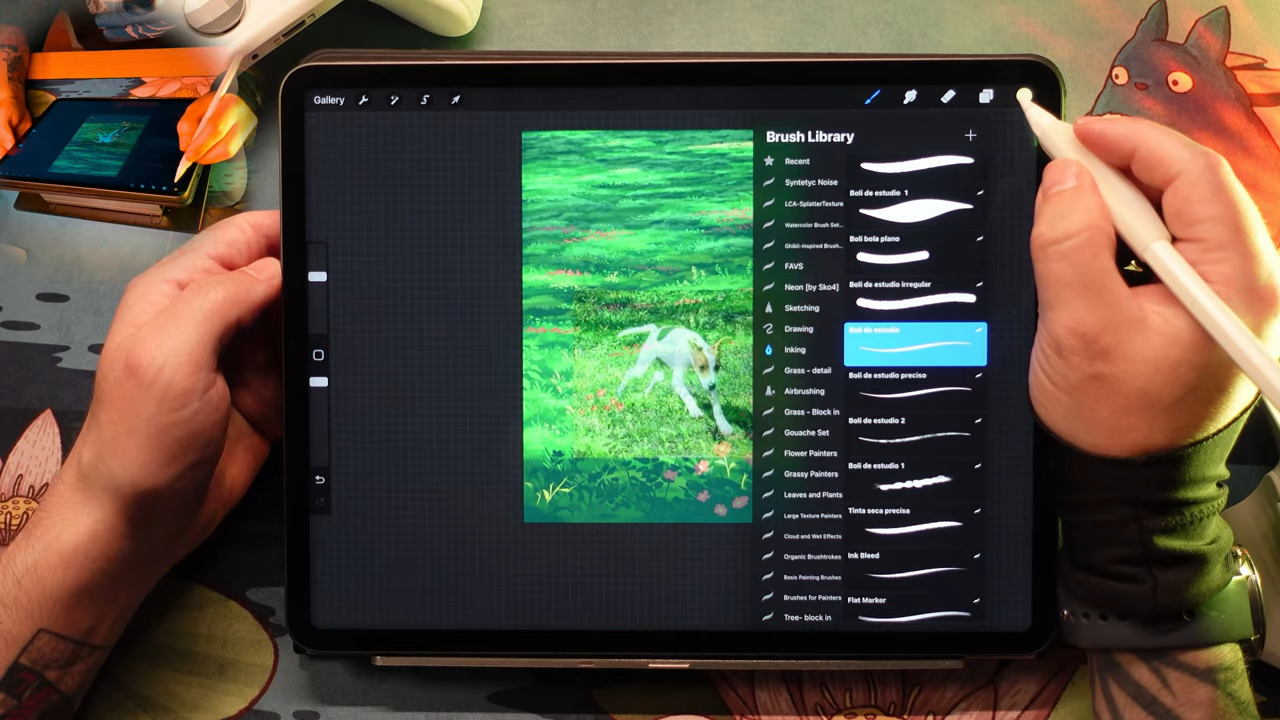 Gallery
Brush Library
Recent
Syntetyc Noise
LCA-SplatterTexture
Watercolor Brush Set...
Ghibli-Inspired Brush...
FAVS
Neon [by Sko4]
Sketching
Drawing
Inking
Grass - detail
Airbrushing
Grass - Block in
Gouache Set
Flower Painters
Grassy Painters
Leaves and Plants
Large Texture Painters
Cloud and Wet Effects
Organic Brushtrokes
Basic Painting Brushes
Brushes for Painters
Tree- block in
Boli de estudio 1
Boli bola plano
Boli de estudio irregular
Boli de estudio
Boli de estudio preciso
Boli de estudio 2
Boli de estudio 1
Tinta seca precisa
Ink Bleed
Flat Marker